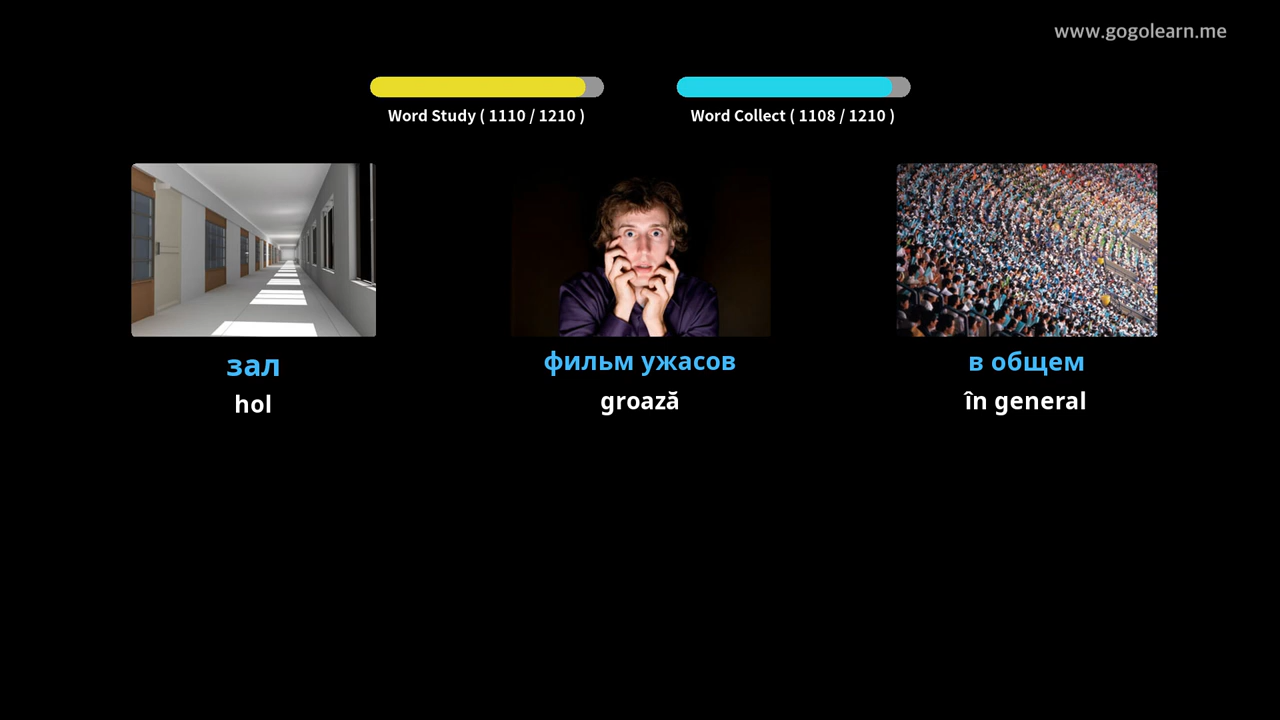 www.gogolearn.me
Word Study ( 1110 / 1210 )
Word Collect ( 1108 / 1210 )
зал
hol
фильм ужасов
groază
в общем
în general